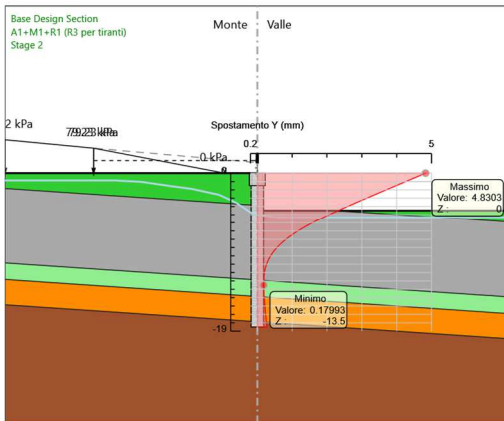 Base Design Section
A1+M1+R1 (R3 per tiranti)
Stage 2
Monte
Valle
2 kPa
Spostamento Y (mm)
0.2
5
0 kPa
0
Massimo
Valore: 4.8303
Z : 0
Minimo
Valore: 0.17993
Z : -13.5
-19